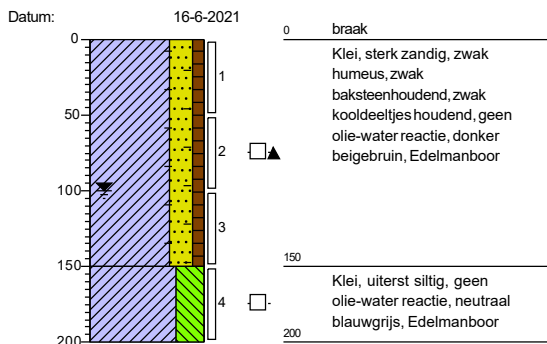 Datum: 16-6-2021
0 braak
0
Klei, sterk zandig, zwak
humeus, zwak
baksteenhoudend, zwak
kooldeeltjes houdend, geen
olie-water reactie, donker
beigebruin, Edelmanboor
1
50
2
100
3
150
150
Klei, uiterst siltig, geen
olie-water reactie, neutraal
blauwgrijs, Edelmanboor
4
200
200